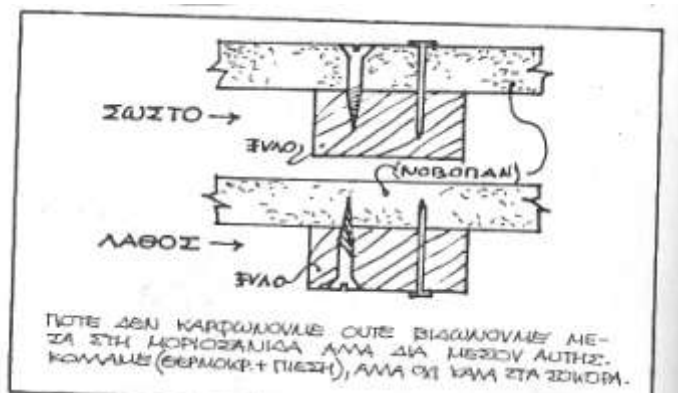 ΣΩΣΤΟ →
ΞΥΛΟ
(ΝΟΒΟΠΑΝ)
ΛΑΘΟΣ →
ΞΥΛΟ
ΠΟΤΕ ΔΕΝ ΚΑΡΦΩΝΟΥΜΕ ΟΥΤΕ ΒΙΔΩΝΟΥΜΕ ΜΕ-
ΣΑ ΣΤΗ ΜΟΡΙΟΣΑΝΙΔΑ ΑΛΛΑ ΔΙΑ ΜΕΣΟΥ ΑΥΤΗΣ.
ΚΟΛΛΑΜΕ (ΘΕΡΜΟΚΡ. + ΠΙΕΣΗ), ΑΛΛΑ ΟΧΙ ΚΑΛΑ ΣΤΑ ΣΟΚΟΡΑ.